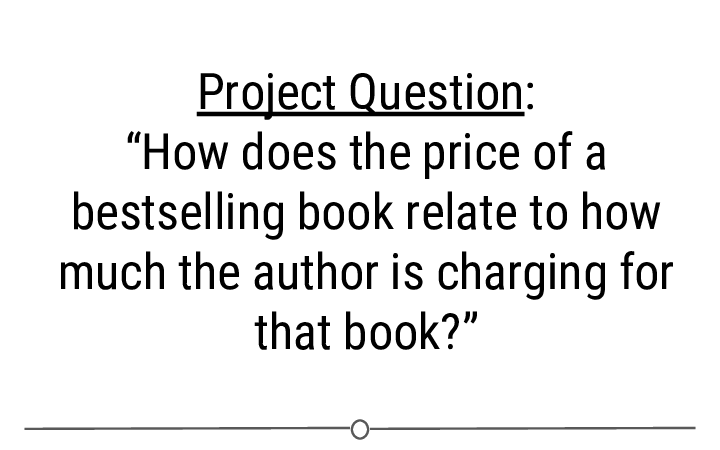 Project Question:
“How does the price of a
bestselling book relate to how
much the author is charging for
that book?”